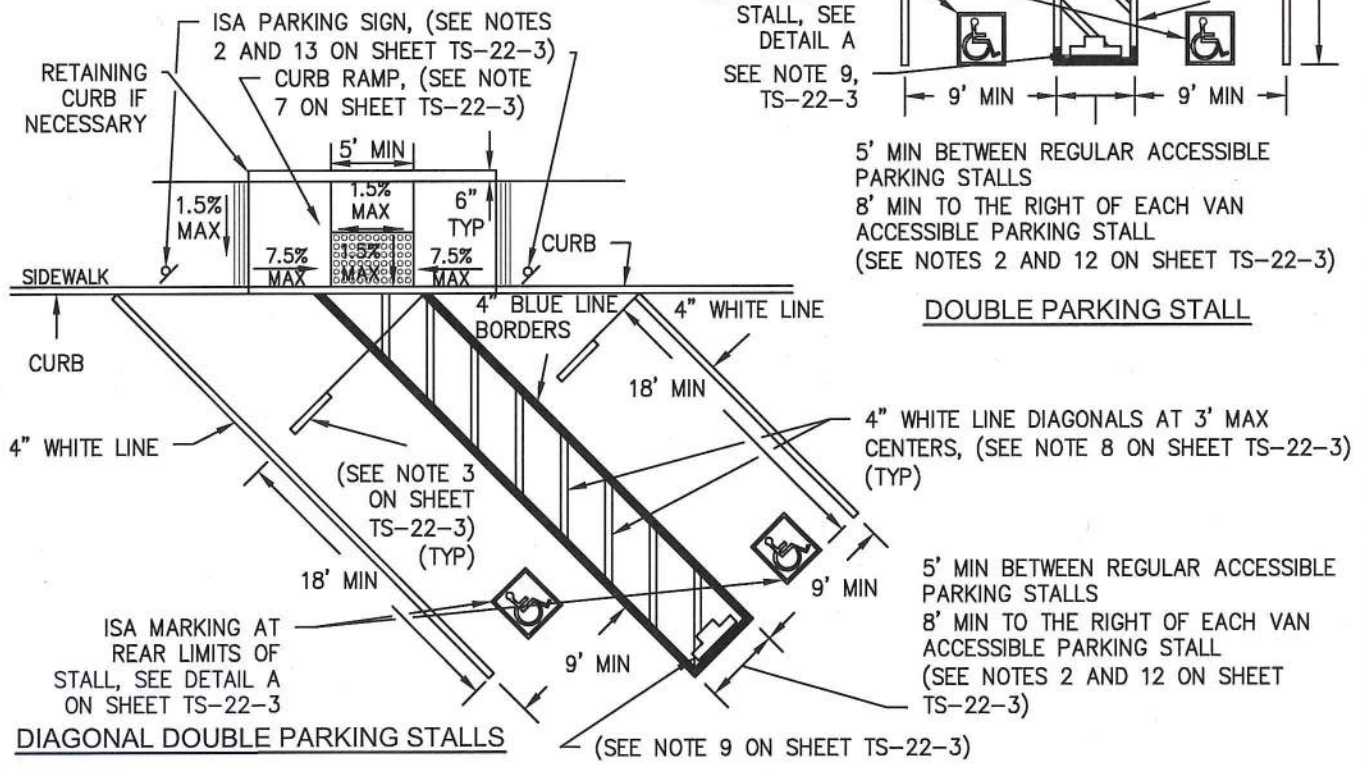 ISA PARKING SIGN, (SEE NOTES
2 AND 13 ON SHEET TS-22-3)
CURB RAMP, (SEE NOTE
7 ON SHEET TS-22-3)
RETAINING
CURB IF
NECESSARY
5' MIN
1.5%
MAX
1.5%
MAX
6"
TYP
7.5%
MAX
1.5%
MAX
7.5%
MAX
CURB
SIDEWALK
CURB
4" BLUE LINE
BORDERS
4" WHITE LINE
18' MIN
4" WHITE LINE
(SEE NOTE 3
ON SHEET
TS-22-3)
(TYP)
18' MIN
4" WHITE LINE DIAGONALS AT 3' MAX
CENTERS, (SEE NOTE 8 ON SHEET TS-22-3)
(TYP)
9' MIN
ISA MARKING AT
REAR LIMITS OF
STALL, SEE DETAIL A
ON SHEET TS-22-3
9' MIN
5' MIN BETWEEN REGULAR ACCESSIBLE
PARKING STALLS
8' MIN TO THE RIGHT OF EACH VAN
ACCESSIBLE PARKING STALL
(SEE NOTES 2 AND 12 ON SHEET
TS-22-3)
(SEE NOTE 9 ON SHEET TS-22-3)
DIAGONAL DOUBLE PARKING STALLS
STALL, SEE
DETAIL A
SEE NOTE 9,
TS-22-3
9' MIN
9' MIN
5' MIN BETWEEN REGULAR ACCESSIBLE
PARKING STALLS
8' MIN TO THE RIGHT OF EACH VAN
ACCESSIBLE PARKING STALL
(SEE NOTES 2 AND 12 ON SHEET TS-22-3)
DOUBLE PARKING STALL